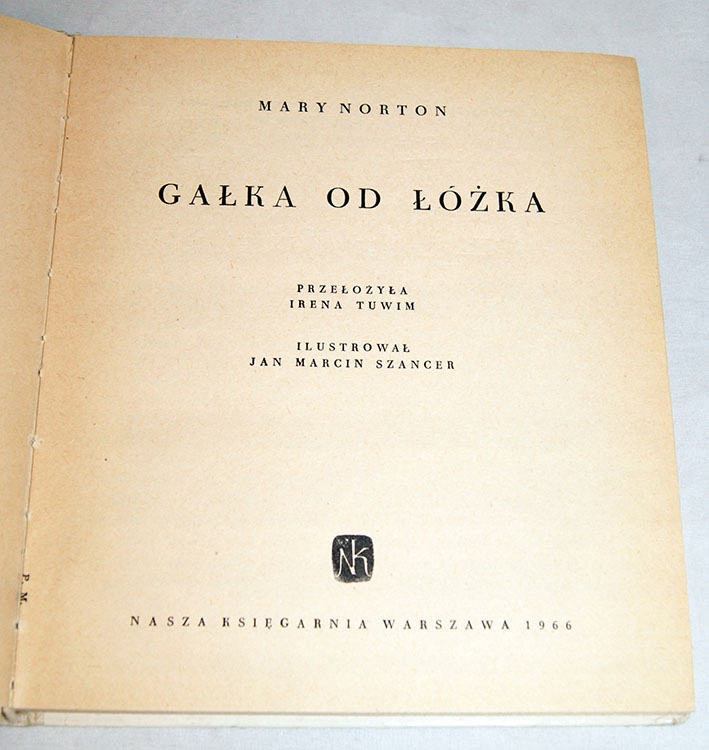 MARY NORTON
GAŁKA OD ŁÓŻKA
PRZEŁOŻYŁA
IRENA TUWIM
ILUSTROWAŁ
JAN MARCIN SZANCER
NK
NASZA KSIĘGARNIA WARSZAWA 1966
P. M.